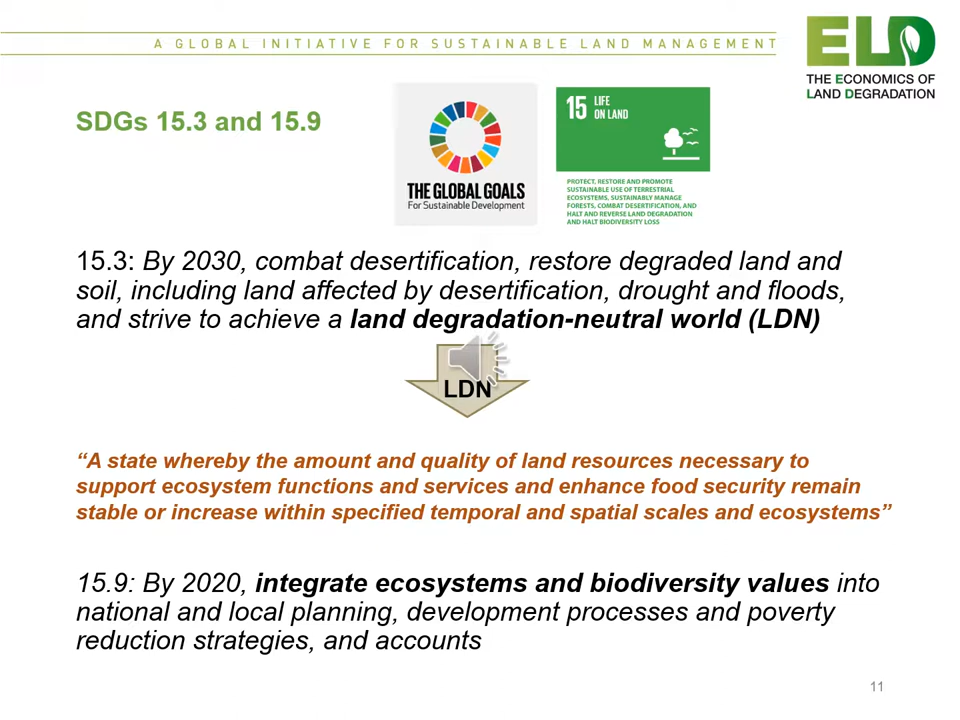 A GLOBAL INITIATIVE FOR SUSTAINABLE LAND MANAGEMENT
ELD
THE ECONOMICS OF
LAND DEGRADATION
SDGs 15.3 and 15.9
THE GLOBAL GOALS
For Sustainable Development
15 LIFE
ON LAND
PROTECT, RESTORE AND PROMOTE
SUSTAINABLE USE OF TERRESTRIAL
ECOSYSTEMS, SUSTAINABLY MANAGE
FORESTS, COMBAT DESERTIFICATION, AND
HALT AND REVERSE LAND DEGRADATION
AND HALT BIODIVERSITY LOSS
15.3: By 2030, combat desertification, restore degraded land and
soil, including land affected by desertification, drought and floods,
and strive to achieve a land degradation-neutral world (LDN)
LDN
“A state whereby the amount and quality of land resources necessary to
support ecosystem functions and services and enhance food security remain
stable or increase within specified temporal and spatial scales and ecosystems”
15.9: By 2020, integrate ecosystems and biodiversity values into
national and local planning, development processes and poverty
reduction strategies, and accounts
11